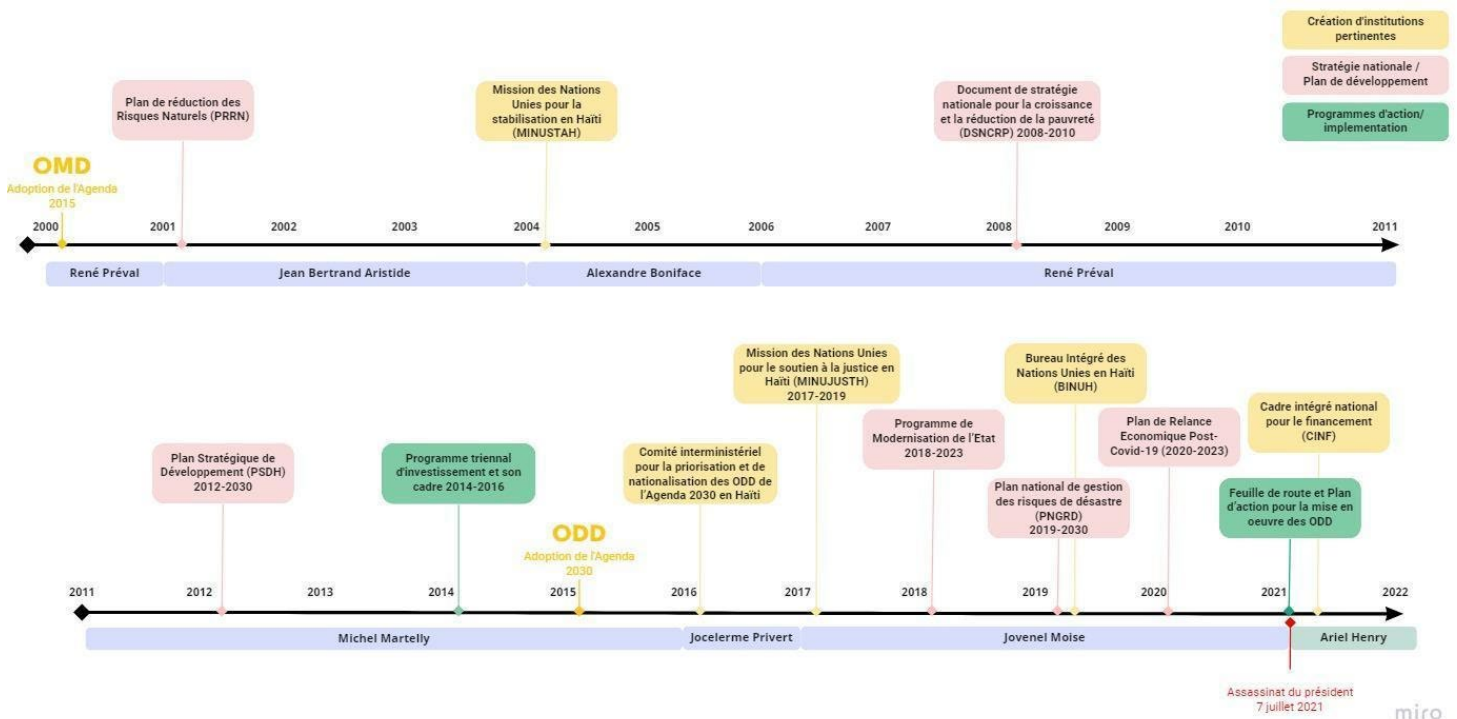 Création d'institutions
pertinentes
Stratégie nationale /
Plan de développement
Programmes d'action/
implementation
Plan de réduction des
Risques Naturels (PRRN)
Mission des Nations
Unies pour la
stabilisation en Haïti
(MINUSTAH)
Document de stratégie
nationale pour la croissance
et la réduction de la pauvreté
(DSNCRP) 2008-2010
OMD
Adoption de l'Agenda
2015
2000 2001 2002 2003 2004 2005 2006 2007 2008 2009 2010 2011
René Préval Jean Bertrand Aristide Alexandre Boniface René Préval
Mission des Nations Unies
pour le soutien à la justice en
Haïti (MINUJUSTH)
2017-2019
Bureau Intégré des
Nations Unies en Haïti
(BINUH)
Plan Stratégique de
Développement (PSDH)
2012-2030
Programme triennal
d'investissement et son
cadre 2014-2016
Comité interministériel
pour la priorisation et de
nationalisation des ODD de
l'Agenda 2030 en Haïti
Programme de
Modernisation de l'Etat
2018-2023
Plan national de gestion
des risques de désastre
(PNGRD)
2019-2030
Plan de Relance
Economique Post-
Covid-19 (2020-2023)
Cadre intégré national
pour le financement
(CINF)
Feuille de route et Plan
d'action pour la mise en
oeuvre des ODD
ODD
Adoption de l'Agenda
2030
2011 2012 2013 2014 2015 2016 2017 2018 2019 2020 2021 2022
Michel Martelly Jocelerme Privert Jovenel Moise Ariel Henry
Assassinat du président
7 juillet 2021
miro